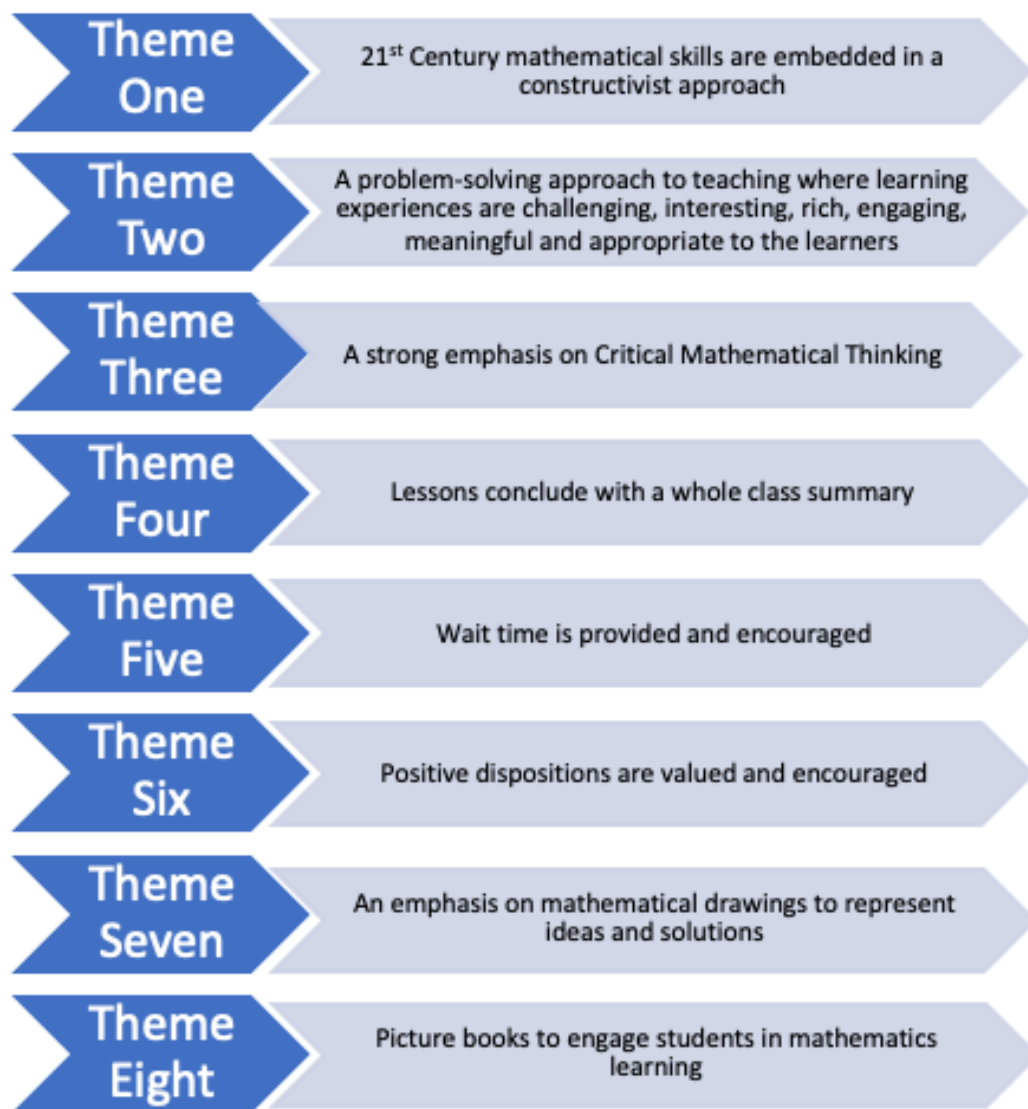 Theme
One
21st Century mathematical skills are embedded in a
constructivist approach
Theme
Two
A problem-solving approach to teaching where learning
experiences are challenging, interesting, rich, engaging,
meaningful and appropriate to the learners
Theme
Three
A strong emphasis on Critical Mathematical Thinking
Theme
Four
Lessons conclude with a whole class summary
Theme
Five
Wait time is provided and encouraged
Theme
Six
Positive dispositions are valued and encouraged
Theme
Seven
An emphasis on mathematical drawings to represent
ideas and solutions
Theme
Eight
Picture books to engage students in mathematics
learning